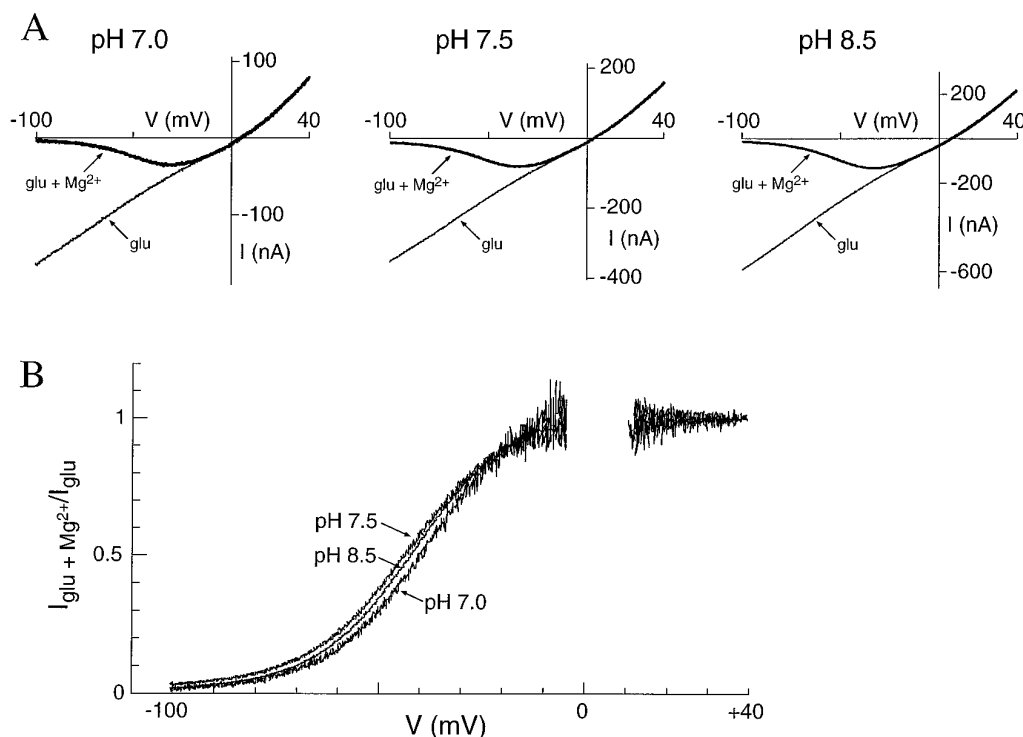 A
pH 7.0
pH 7.5
pH 8.5
100
-100
V (mV)
40
glu + Mg²⁺
-100
glu
I (nA)
200
-100
V (mV)
40
glu + Mg²⁺
-200
glu
I (nA)
-400
200
-100
V (mV)
40
glu + Mg²⁺
-200
glu
I (nA)
-600
B
1
0.5
0
I glu + Mg²⁺/I glu
pH 7.5
pH 8.5
pH 7.0
-100
0
+40
V (mV)